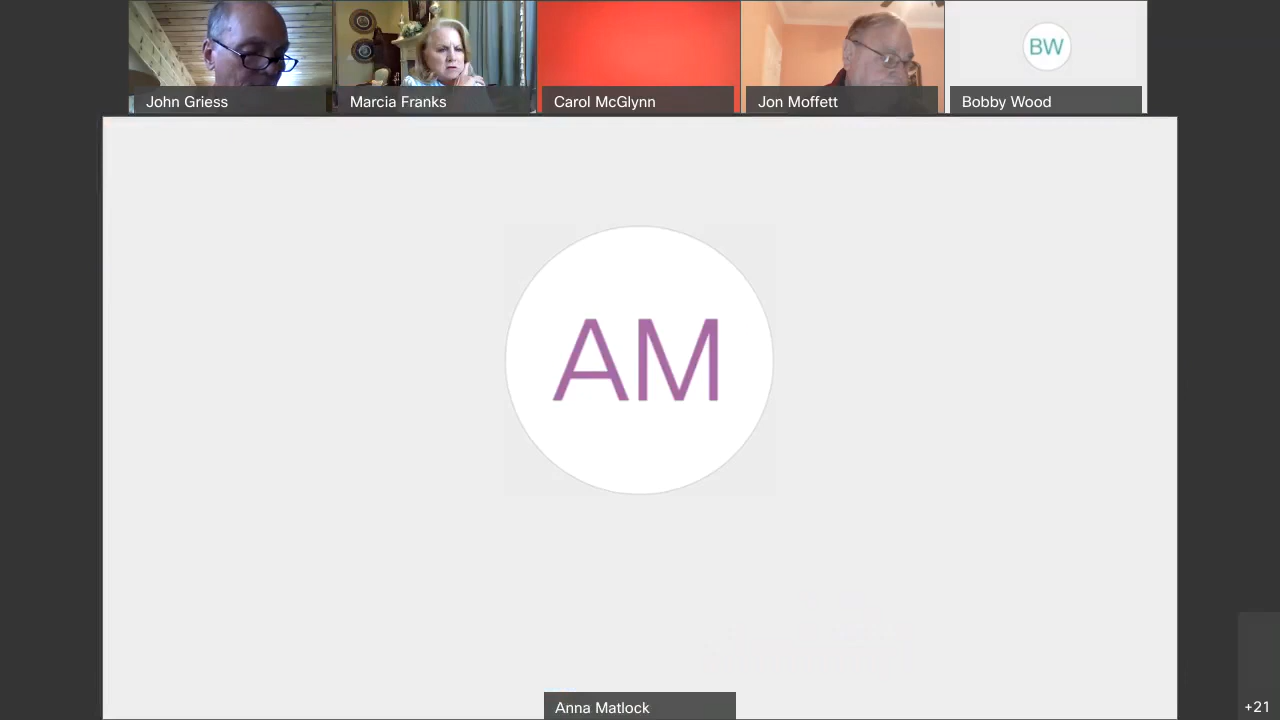 BW
John Griess
Marcia Franks
Carol McGlynn
Jon Moffett
Bobby Wood
AM
Anna Matlock
+21